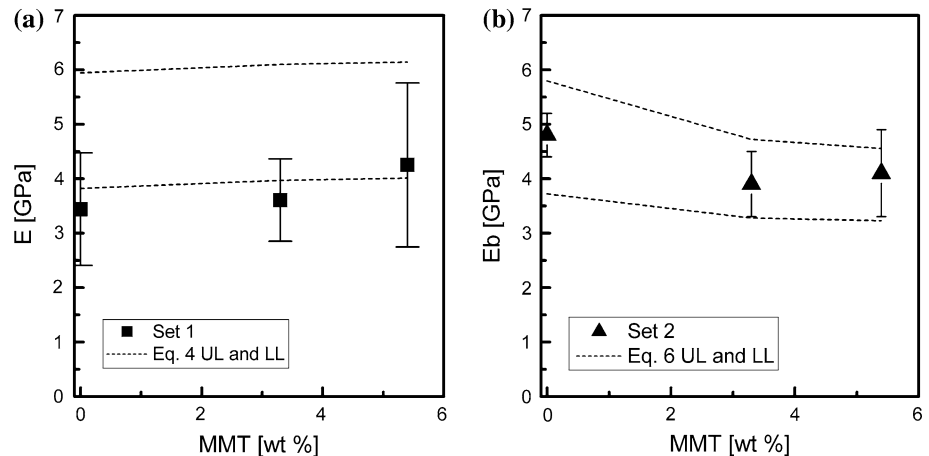 (a)
7
6
5
4
3
2
1
0
E [GPa]
Set 1
Eq. 4 UL and LL
0 2 4 6
MMT [wt %]
(b)
7
6
5
4
3
2
1
0
Eb [GPa]
Set 2
Eq. 6 UL and LL
0 2 4 6
MMT [wt %]